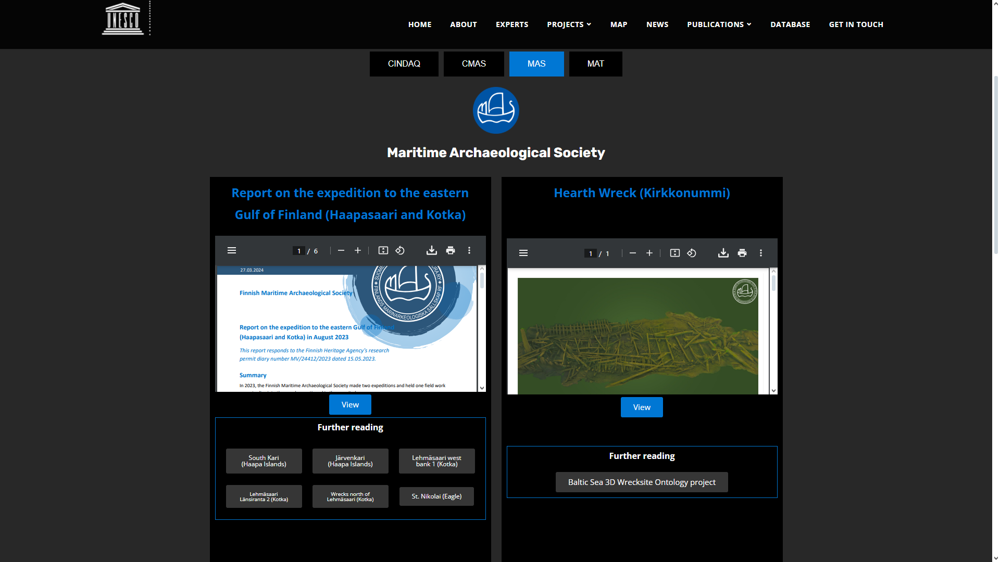 UNESCO
HOME ABOUT EXPERTS PROJECTS MAP NEWS PUBLICATIONS DATABASE GET IN TOUCH
CINDAQ CMAS MAS MAT
Maritime Archaeological Society
Report on the expedition to the eastern
Gulf of Finland (Haapasaari and Kotka)
1 / 6
27.03.2024
FINLANDS MARINARKEOLOGISKA SÄLLSKAP RF
Finnish Maritime Archaeological Society
Report on the expedition to the eastern Gulf of Finland
(Haapasaari and Kotka) in August 2023
This report responds to the Finnish Heritage Agency's research
permit diary number MV/24412/2023 dated 15.05.2023.
Summary
In 2023, the Finnish Maritime Archaeological Society made two expeditions and held one field work
View
Further reading
South Kari
(Haapa Islands)
Järvenkari
(Haapa Islands)
Lehmäsaari west
bank 1 (Kotka)
Lehmäsaari
Länsiranta 2 (Kotka)
Wrecks north of
Lehmäsaari (Kotka)
St. Nikolai (Eagle)
Hearth Wreck (Kirkkonummi)
1 / 1
View
Further reading
Baltic Sea 3D Wrecksite Ontology project